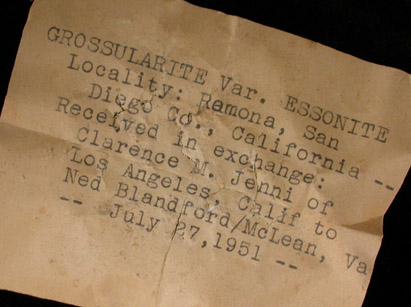 GROSSULARITE Var. ESSONITE
Locality: Ramona, San
Diego Co., California --
Received in exchange:
Clarence M. Jenni of
Los Angeles, Calif to
Ned Blandford/McLean, Va
-- July 27,1951 --